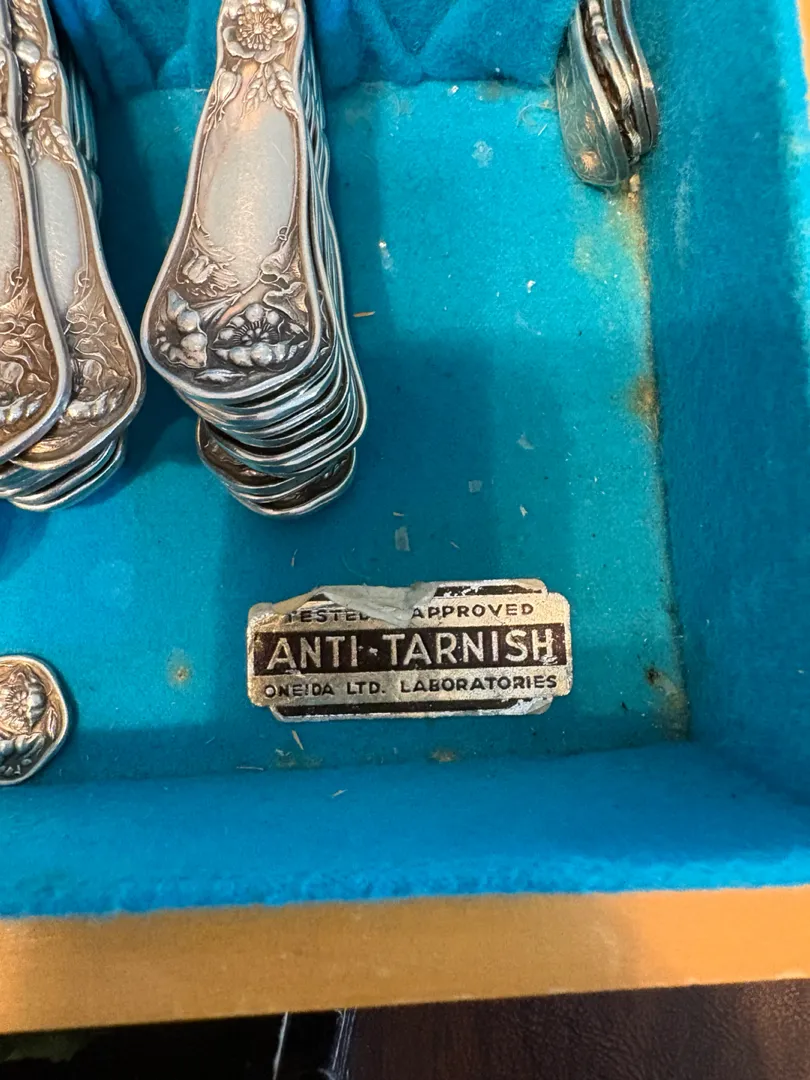 TESTED APPROVED
ANTI-TARNISH
ONEIDA LTD. LABORATORIES